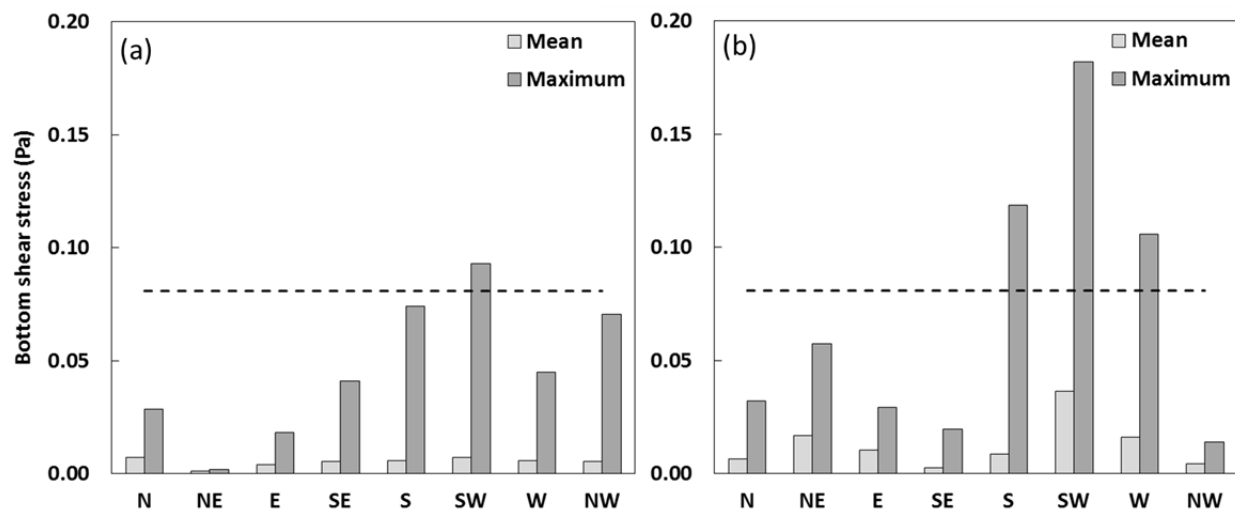 Bottom shear stress (Pa)
0.20
0.15
0.10
0.05
0.00
(a)
Mean
Maximum
N NE E SE S SW W NW
0.20
0.15
0.10
0.05
0.00
(b)
Mean
Maximum
N NE E SE S SW W NW